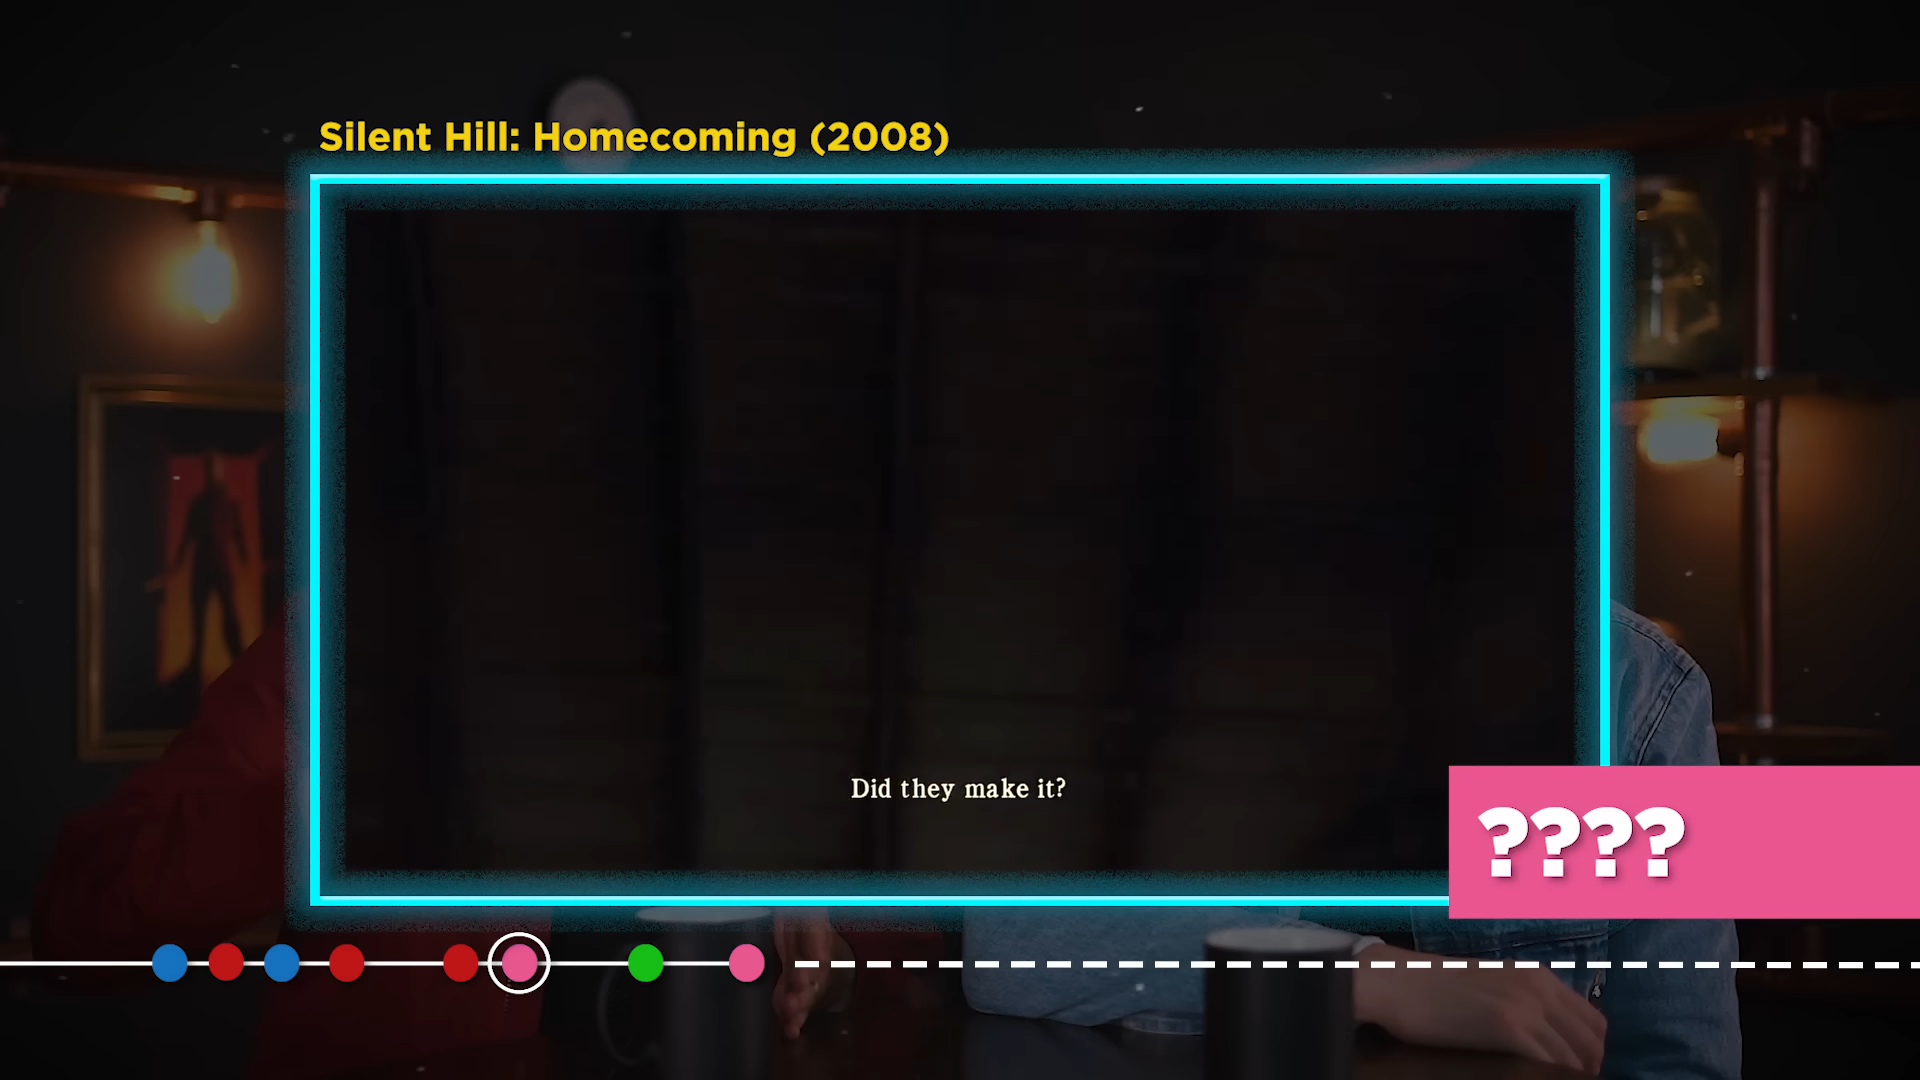 Silent Hill: Homecoming (2008)
Did they make it?
????